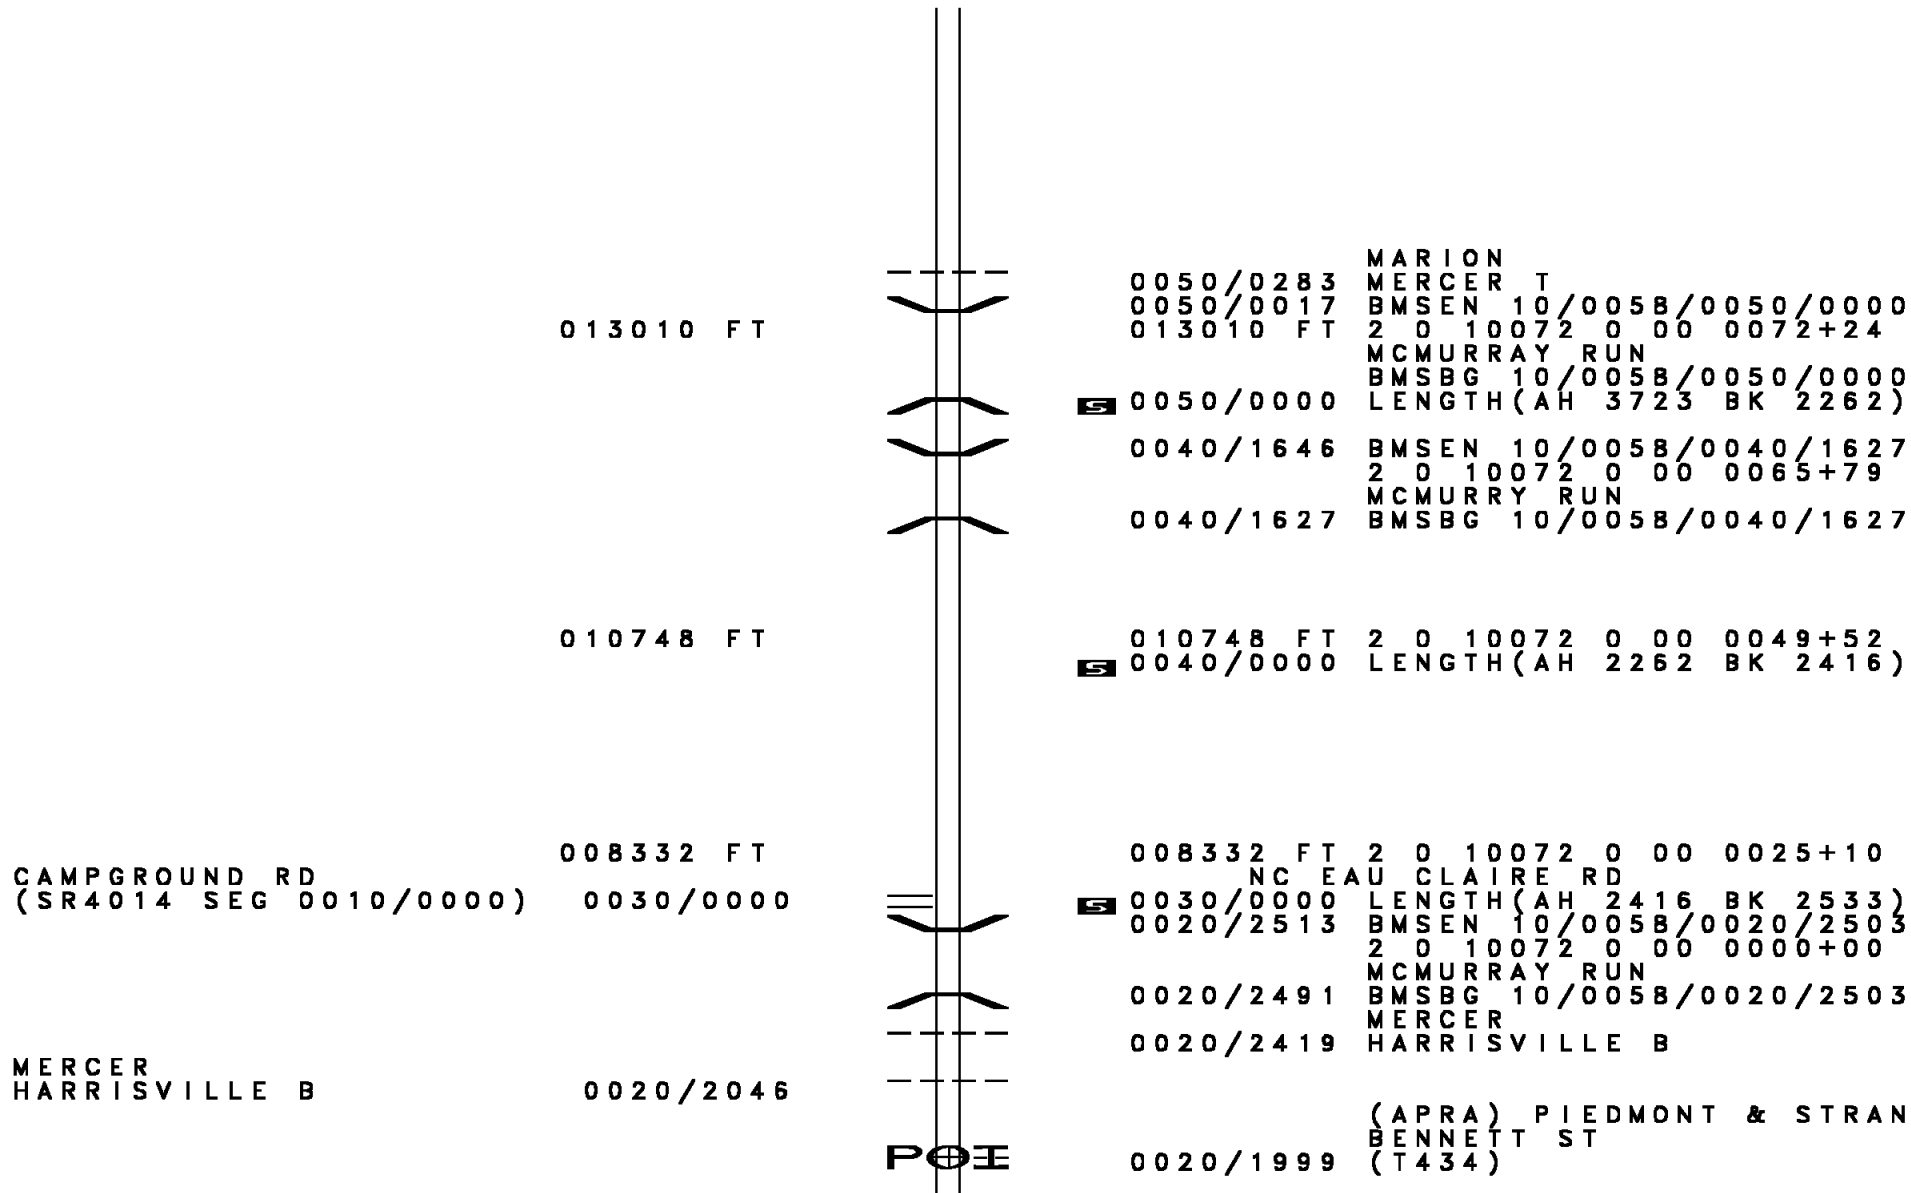 MARION
0050/0283 MERCER T
0050/0017 BMSEN 10/0058/0050/0000
013010 FT 013010 FT 2 0 10072 0 00 0072+24
MCMURRAY RUN
BMSBG 10/0058/0050/0000
S 0050/0000 LENGTH(AH 3723 BK 2262)
0040/1646 BMSEN 10/0058/0040/1627
2 0 10072 0 00 0065+79
MCMURRY RUN
0040/1627 BMSBG 10/0058/0040/1627
010748 FT 010748 FT 2 0 10072 0 00 0049+52
S 0040/0000 LENGTH(AH 2262 BK 2416)
008332 FT 008332 FT 2 0 10072 0 00 0025+10
CAMPGROUND RD NC EAU CLAIRE RD
(SR4014 SEG 0010/0000) 0030/0000 S 0030/0000 LENGTH(AH 2416 BK 2533)
0020/2513 BMSEN 10/0058/0020/2503
2 0 10072 0 00 0000+00
MCMURRAY RUN
0020/2491 BMSBG 10/0058/0020/2503
MERCER
0020/2419 HARRISVILLE B
MERCER
HARRISVILLE B 0020/2046
(APRA) PIEDMONT & STRAN
BENNETT ST
POI 0020/1999 (T434)